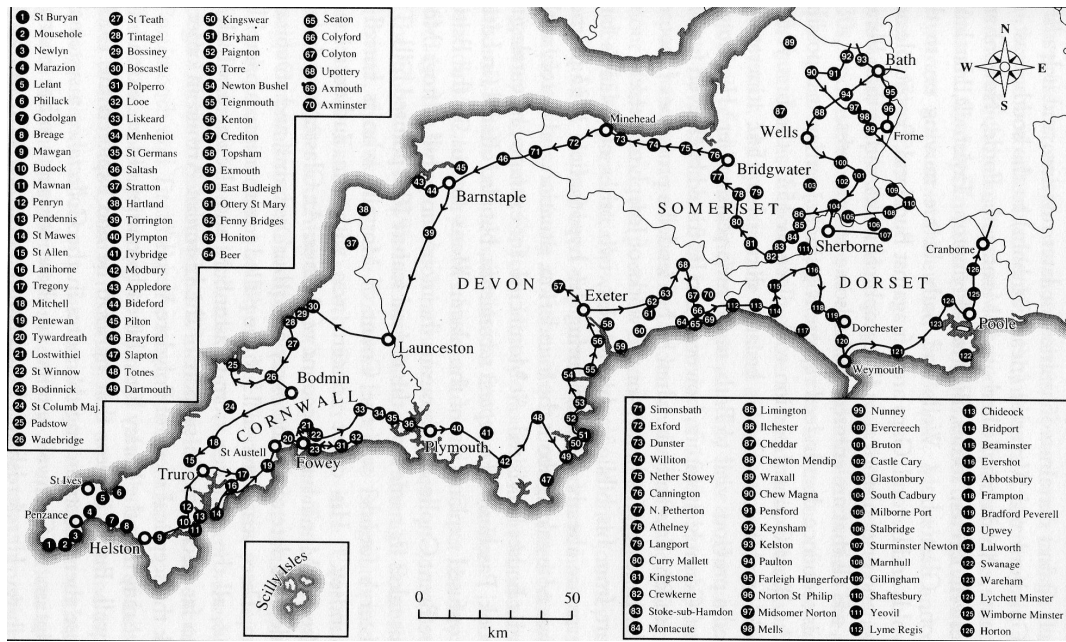 1 St Buryan
2 Mousehole
3 Newlyn
4 Marazion
5 Lelant
6 Phillack
7 Godolgan
8 Breage
9 Mawgan
10 Budock
11 Mawnan
12 Penryn
13 Pendennis
14 St Mawes
15 St Allen
16 Lanihorne
17 Tregony
18 Mitchell
19 Pentewan
20 Tywardreath
21 Lostwithiel
22 St Winnow
23 Bodinnick
24 St Columb Maj.
25 Padstow
26 Wadebridge
27 St Teath
28 Tintagel
29 Bossiney
30 Boscastle
31 Polperro
32 Looe
33 Liskeard
34 Menheniot
35 St Germans
36 Saltash
37 Stratton
38 Hartland
39 Torrington
40 Plympton
41 Ivybridge
42 Modbury
43 Appledore
44 Bideford
45 Pilton
46 Brayford
47 Slapton
48 Totnes
49 Dartmouth
50 Kingswear
51 Brixham
52 Paignton
53 Torre
54 Newton Bushel
55 Teignmouth
56 Kenton
57 Crediton
58 Topsham
59 Exmouth
60 East Budleigh
61 Ottery St Mary
62 Fenny Bridges
63 Honiton
64 Beer
65 Seaton
66 Colyford
67 Colyton
68 Upottery
69 Axmouth
70 Axminster
N
W E
S
Bath
Wells
Frome
Minehead
Bridgwater
Barnstaple
SOMERSET
Sherborne
Cranborne
DEVON
DORSET
Exeter
Dorchester
Poole
Weymouth
Launceston
Bodmin
CORNWALL
St Austell
Fowey
Plymouth
Truro
St Ives
Penzance
Helston
Scilly Isles
0 50
km
71 Simonsbath
72 Exford
73 Dunster
74 Williton
75 Nether Stowey
76 Cannington
77 N. Petherton
78 Athelney
79 Langport
80 Curry Mallett
81 Kingstone
82 Crewkerne
83 Stoke-sub-Hamdon
84 Montacute
85 Limington
86 Ilchester
87 Cheddar
88 Chewton Mendip
89 Wraxall
90 Chew Magna
91 Pensford
92 Keynsham
93 Kelston
94 Paulton
95 Farleigh Hungerford
96 Norton St Philip
97 Midsomer Norton
98 Mells
99 Nunney
100 Evercreech
101 Bruton
102 Castle Cary
103 Glastonbury
104 South Cadbury
105 Milborne Port
106 Stalbridge
107 Sturminster Newton
108 Marnhull
109 Gillingham
110 Shaftesbury
111 Yeovil
112 Lyme Regis
113 Chideock
114 Bridport
115 Beaminster
116 Evershot
117 Abbotsbury
118 Frampton
119 Bradford Peverell
120 Upwey
121 Lulworth
122 Swanage
123 Wareham
124 Lytchett Minster
125 Wimborne Minster
126 Horton